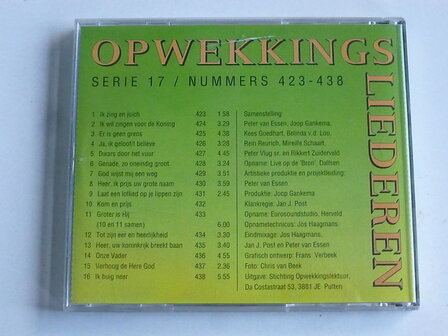 OPWEKKINGS
LIEDEREN
SERIE 17 / NUMMERS 423-438
1 Ik zing en juich 423 1:58
2 Ik wil zingen voor de Koning 424 3.29
3 Er is geen grens 425 4.38
4 Ja, ik geloof/I believe 426 3:28
5 Dwars door het vuur 427 4.45
6 Genade, zo oneindig groot. 428 3.24
7 God wijst mij een weg 429 3.51
8 Heer, ik prijs uw grote naam 430 3:59
9 Laat een loflied op je lippen zijn 431 2:45
10 Kom en prijs 432
11 Groter is Hij 433
(10 en 11 samen) 6.00
12 Tot zijn eer en heerlijkheid 434 3.40
13 Heer, uw koninkrijk breekt baan 435 3.40
14 Onze Vader 436 4.55
15 Verhoog de Here God 437 2.36
16 Ik buig neer 438 5:55
Samenstelling:
Peter van Essen, Joop Gankema,
Kees Goedhart, Belinda v.d. Loo,
Rein Reurich, Mireille Schaart,
Peter Vlug sr. en Rikkert Zuiderveld
Opname: Live op de 'Bron', Dalfsen
Artistieke produktie en projektleiding:
Peter van Essen
Produktie: Joop Gankema
Klankregie: Jan J. Post
Opname: Eurosoundstudio, Herveld
Opnametechnicus: Jos Haagmans
Eindmixage: Jos Haagmans,
Jan J. Post en Peter van Essen
Grafisch ontwerp: Frans Verbeek
Foto: Chris van Beek
Uitgave: Stichting Opwekkingslektuur,
Da Costastraat 53, 3881 JE Putten